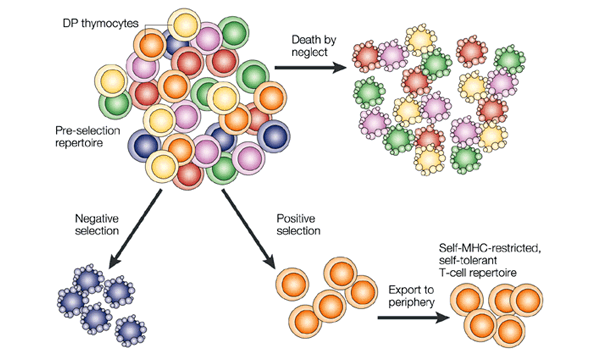 DP thymocytes
Death by
neglect
Pre-selection
repertoire
Negative
selection
Positive
selection
Export to
periphery
Self-MHC-restricted,
self-tolerant
T-cell repertoire